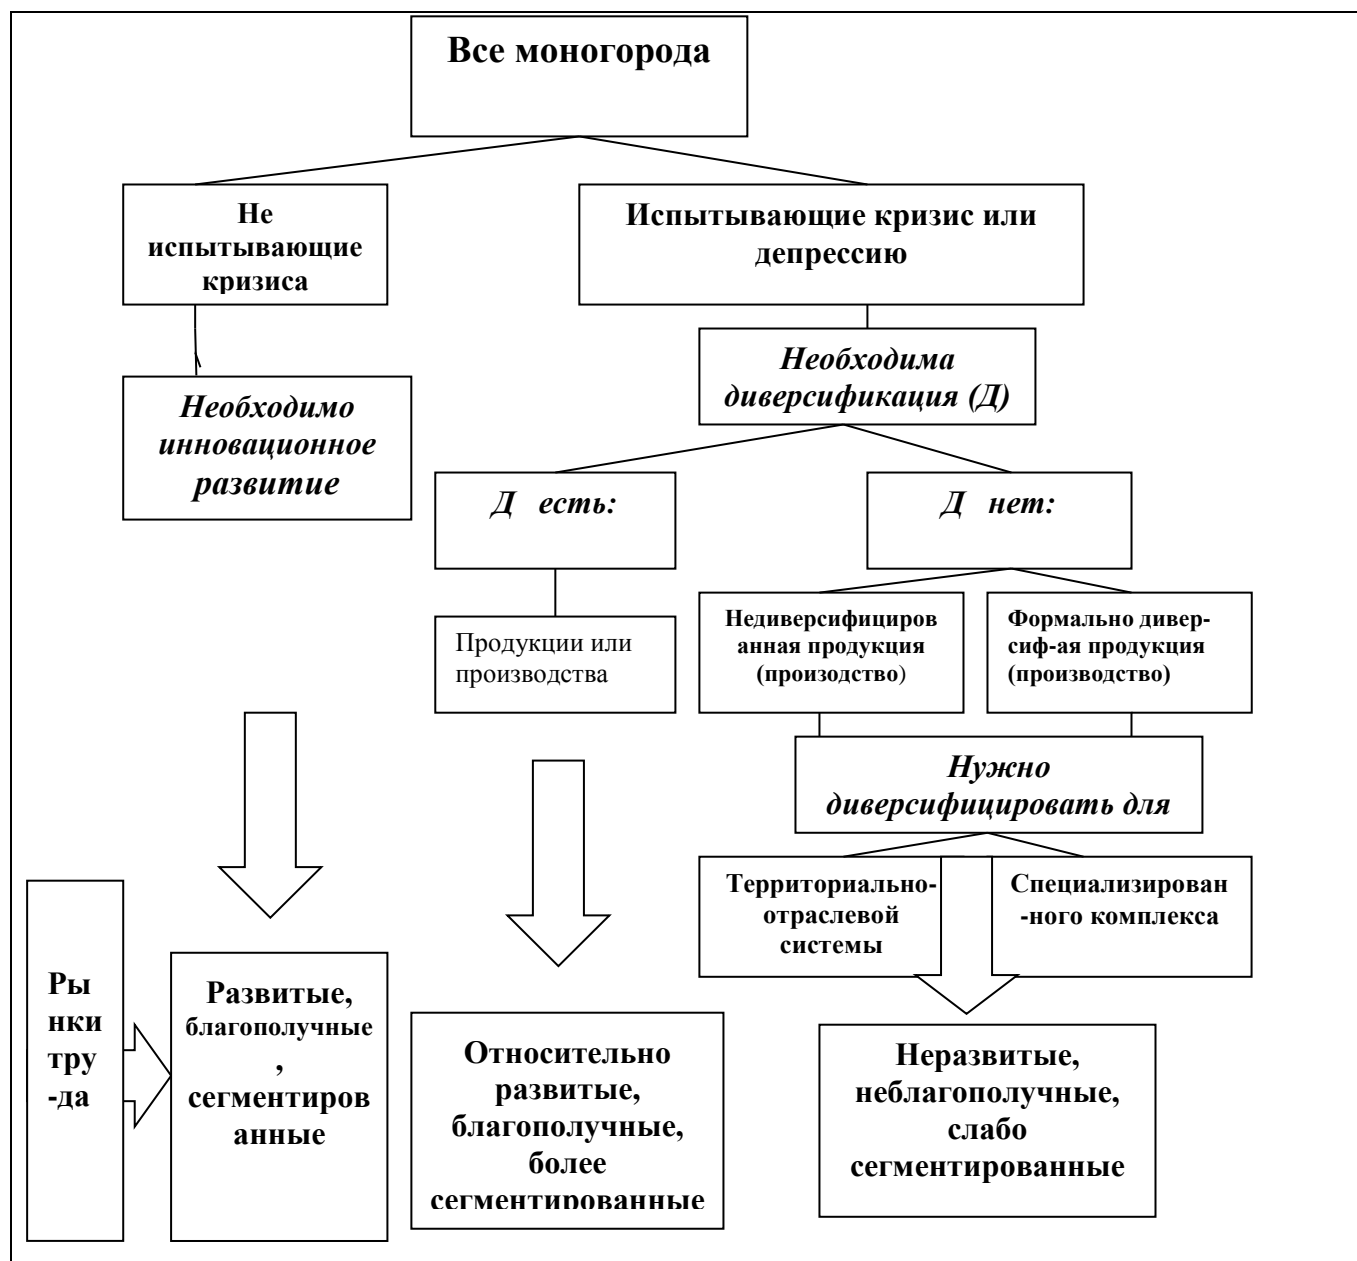 Все моногорода
Не
испытывающие
кризиса
Испытывающие кризис или
депрессию
Необходима
диверсификация (Д)
Необходимо
инновационное
развитие
Д есть:
Д нет:
Продукции или
производства
Недиверсифициров
анная продукция
(произодство)
Формально дивер-
сиф-ая продукция
(производство)
Нужно
диверсифицировать для
Территориально-
отраслевой
системы
Специализирован
-ного комплекса
Ры
нки
тру
-да
Развитые,
благополучные
,
сегментиров
анные
Относительно
развитые,
благополучные,
более
сегментированные
Неразвитые,
неблагополучные,
слабо
сегментированные